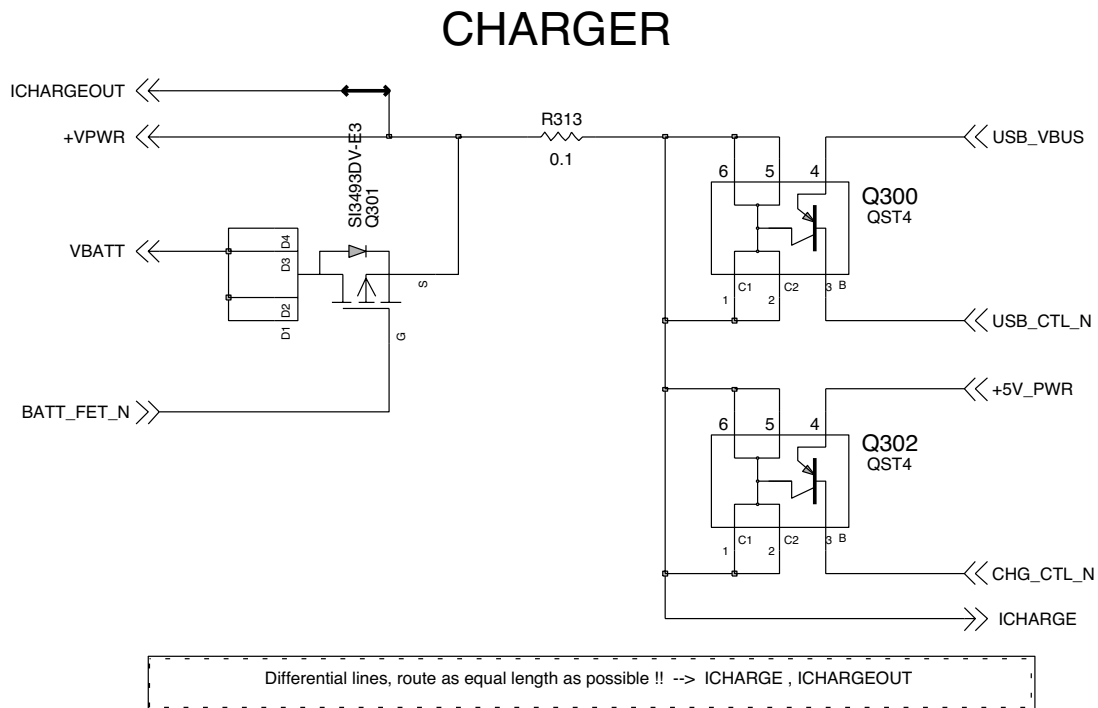 CHARGER
ICHARGEOUT
+VPWR
SI3493DV-E3
Q301
R313
0.1
USB_VBUS
6 5 4
Q300
QST4
VBATT
D4
D3
D2
D1
S
G
C1 C2 3 B
1 2
USB_CTL_N
+5V_PWR
BATT_FET_N
6 5 4
Q302
QST4
C1 C2 3 B
1 2
CHG_CTL_N
ICHARGE
Differential lines, route as equal length as possible !! --> ICHARGE , ICHARGEOUT